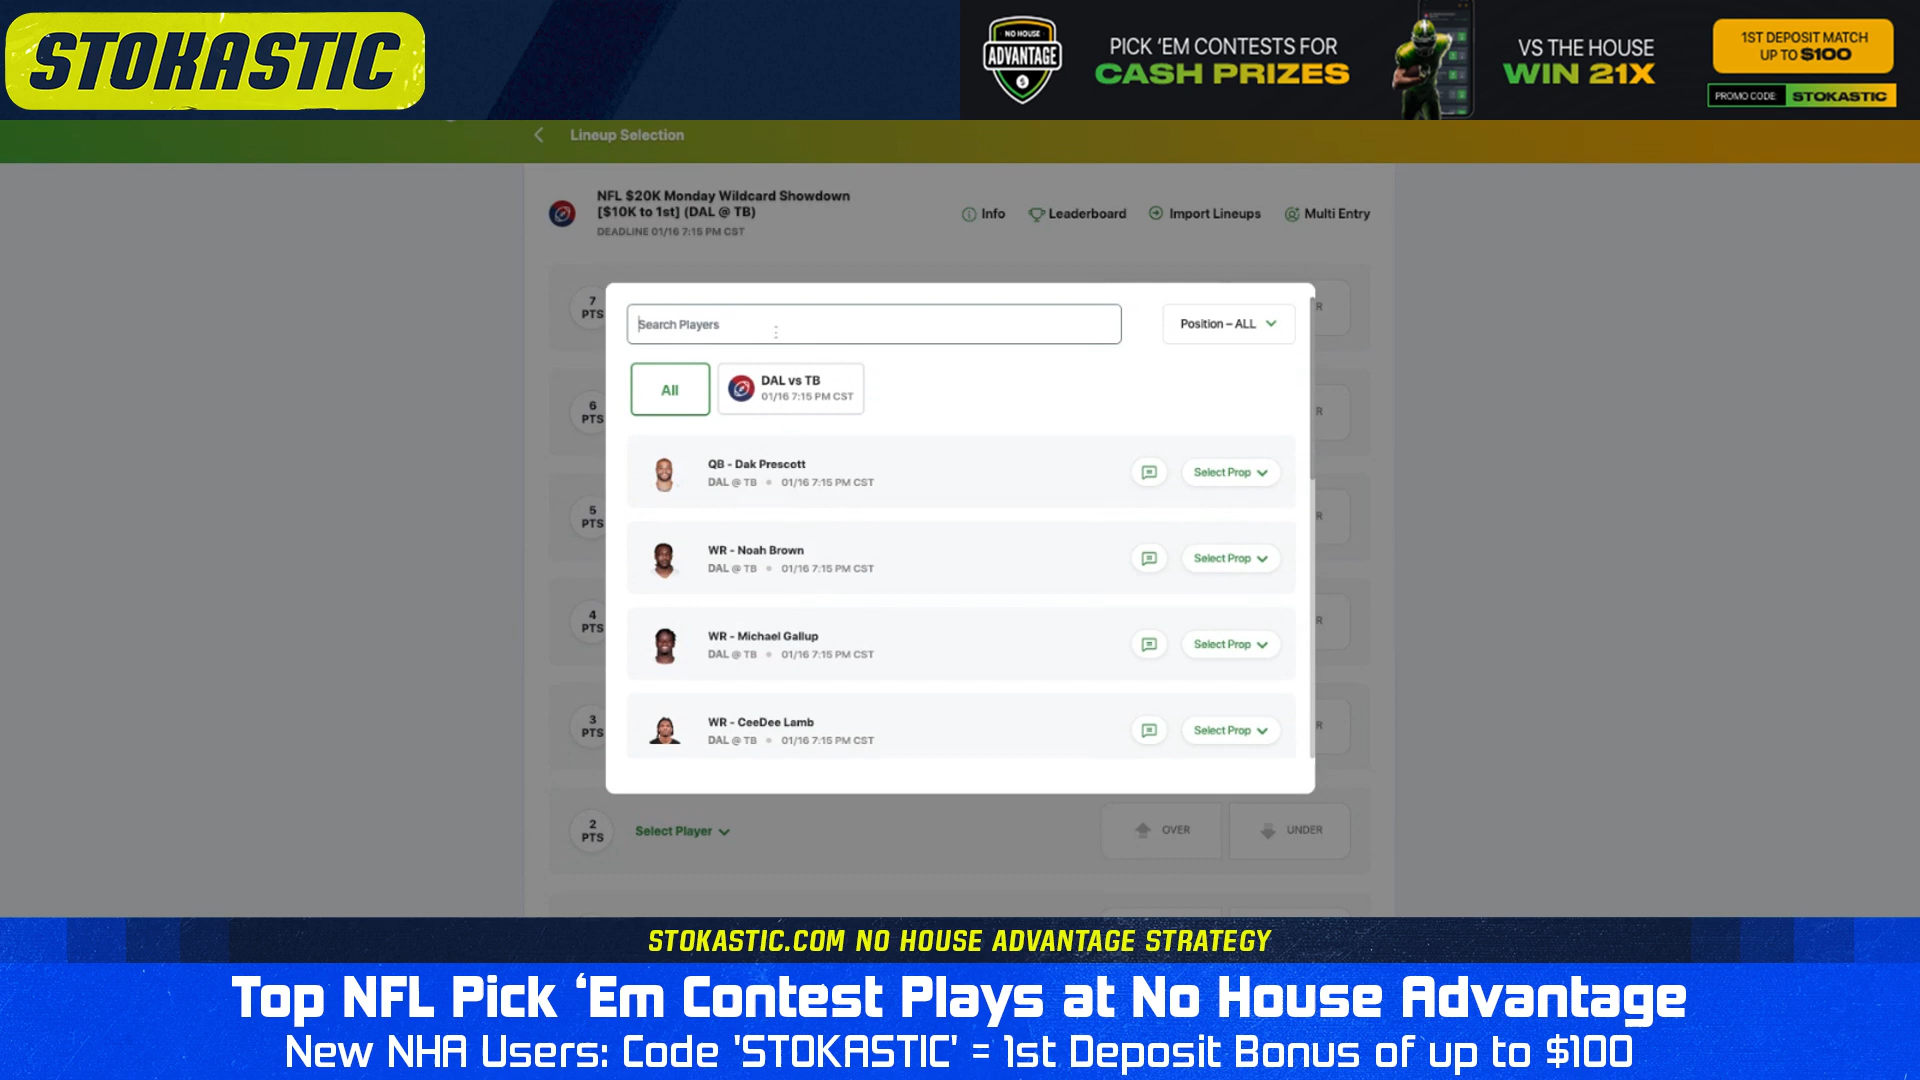 STOKASTIC
NO HOUSE
ADVANTAGE
$
PICK 'EM CONTESTS FOR
CASH PRIZES
VS THE HOUSE
WIN 21X
1ST DEPOSIT MATCH
UP TO $100
PROMO CODE: STOKASTIC
Lineup Selection
NFL $20K Monday Wildcard Showdown
[$10K to 1st] (DAL @ TB)
DEADLINE 01/16 7:15 PM CST
Info
Leaderboard
Import Lineups
Multi Entry
7
PTS
R
6
PTS
R
5
PTS
R
4
PTS
R
3
PTS
R
Search Players
Position – ALL
All
DAL vs TB
01/16 7:15 PM CST
QB - Dak Prescott
DAL @ TB • 01/16 7:15 PM CST
Select Prop
WR - Noah Brown
DAL @ TB • 01/16 7:15 PM CST
Select Prop
WR - Michael Gallup
DAL @ TB • 01/16 7:15 PM CST
Select Prop
WR - CeeDee Lamb
DAL @ TB • 01/16 7:15 PM CST
Select Prop
2
PTS
Select Player
OVER
UNDER
STOKASTIC.COM NO HOUSE ADVANTAGE STRATEGY
Top NFL Pick ‘Em Contest Plays at No House Advantage
New NHA Users: Code 'STOKASTIC' = 1st Deposit Bonus of up to $100